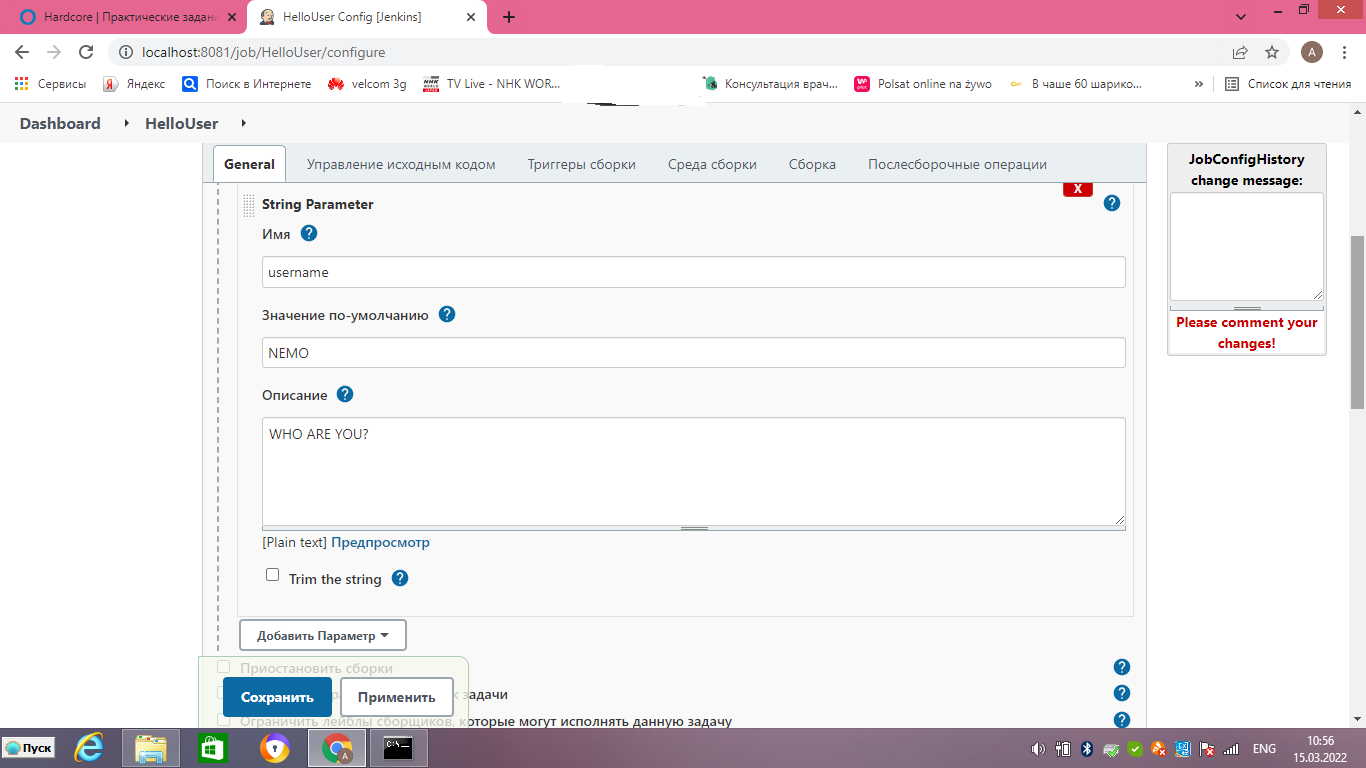 Hardcore | Практические задани
HelloUser Config [Jenkins]
localhost:8081/job/HelloUser/configure
A
Сервисы
Яндекс
Поиск в Интернете
velcom 3g
TV Live - NHK WOR...
Консультация врач...
Polsat online na żywo
В чаше 60 шарико...
»
Список для чтения
Dashboard
HelloUser
General
Управление исходным кодом
Триггеры сборки
Среда сборки
Сборка
Послесборочные операции
JobConfigHistory
change message:
Please comment your
changes!
X
String Parameter
?
Имя ?
username
Значение по-умолчанию ?
NEMO
Описание ?
WHO ARE YOU?
[Plain text] Предпросмотр
Trim the string ?
Добавить Параметр
Приостановить сборки ?
задачи ?
Ограничить лейблы сборщиков, которые могут исполнять данную задачу ?
Сохранить
Применить
Пуск
ENG
10:56
15.03.2022